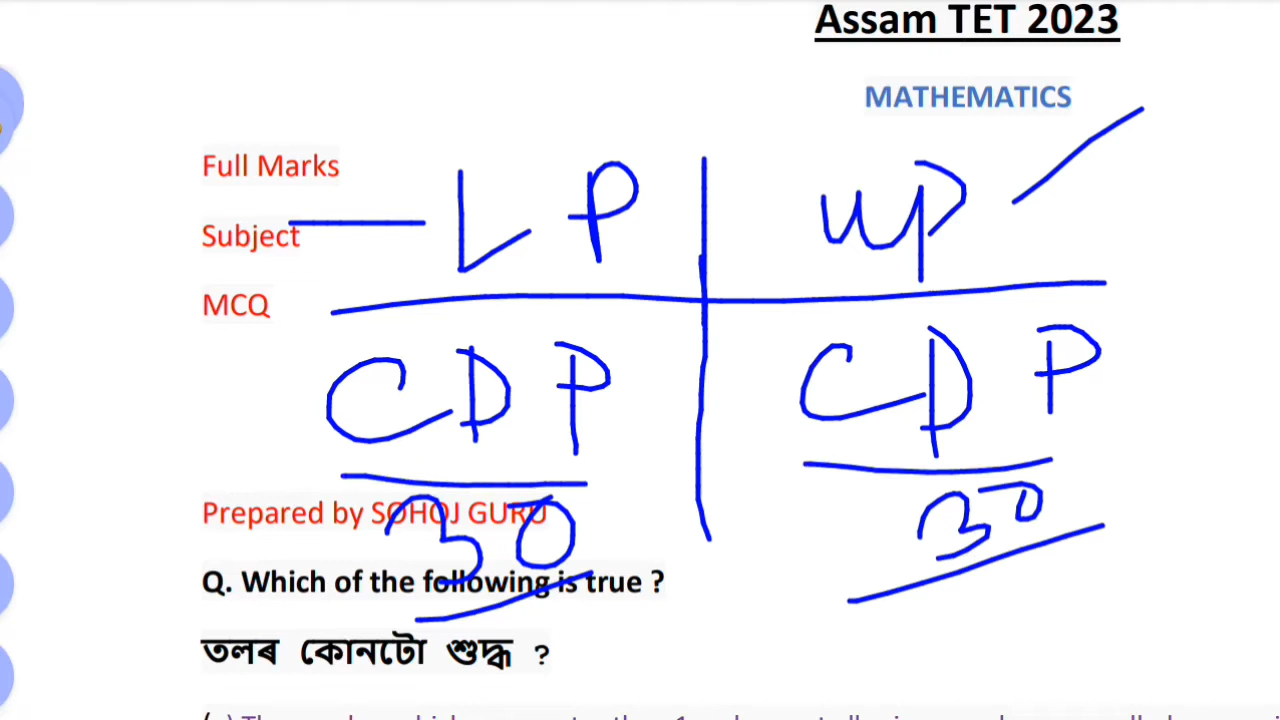 Assam TET 2023
MATHEMATICS
Full Marks
LP
UP
Subject
MCQ
CDP
CDP
30
30
Prepared by SOHOJ GURU
Q. Which of the following is true ?
তলৰ কোনটো শুদ্ধ ?